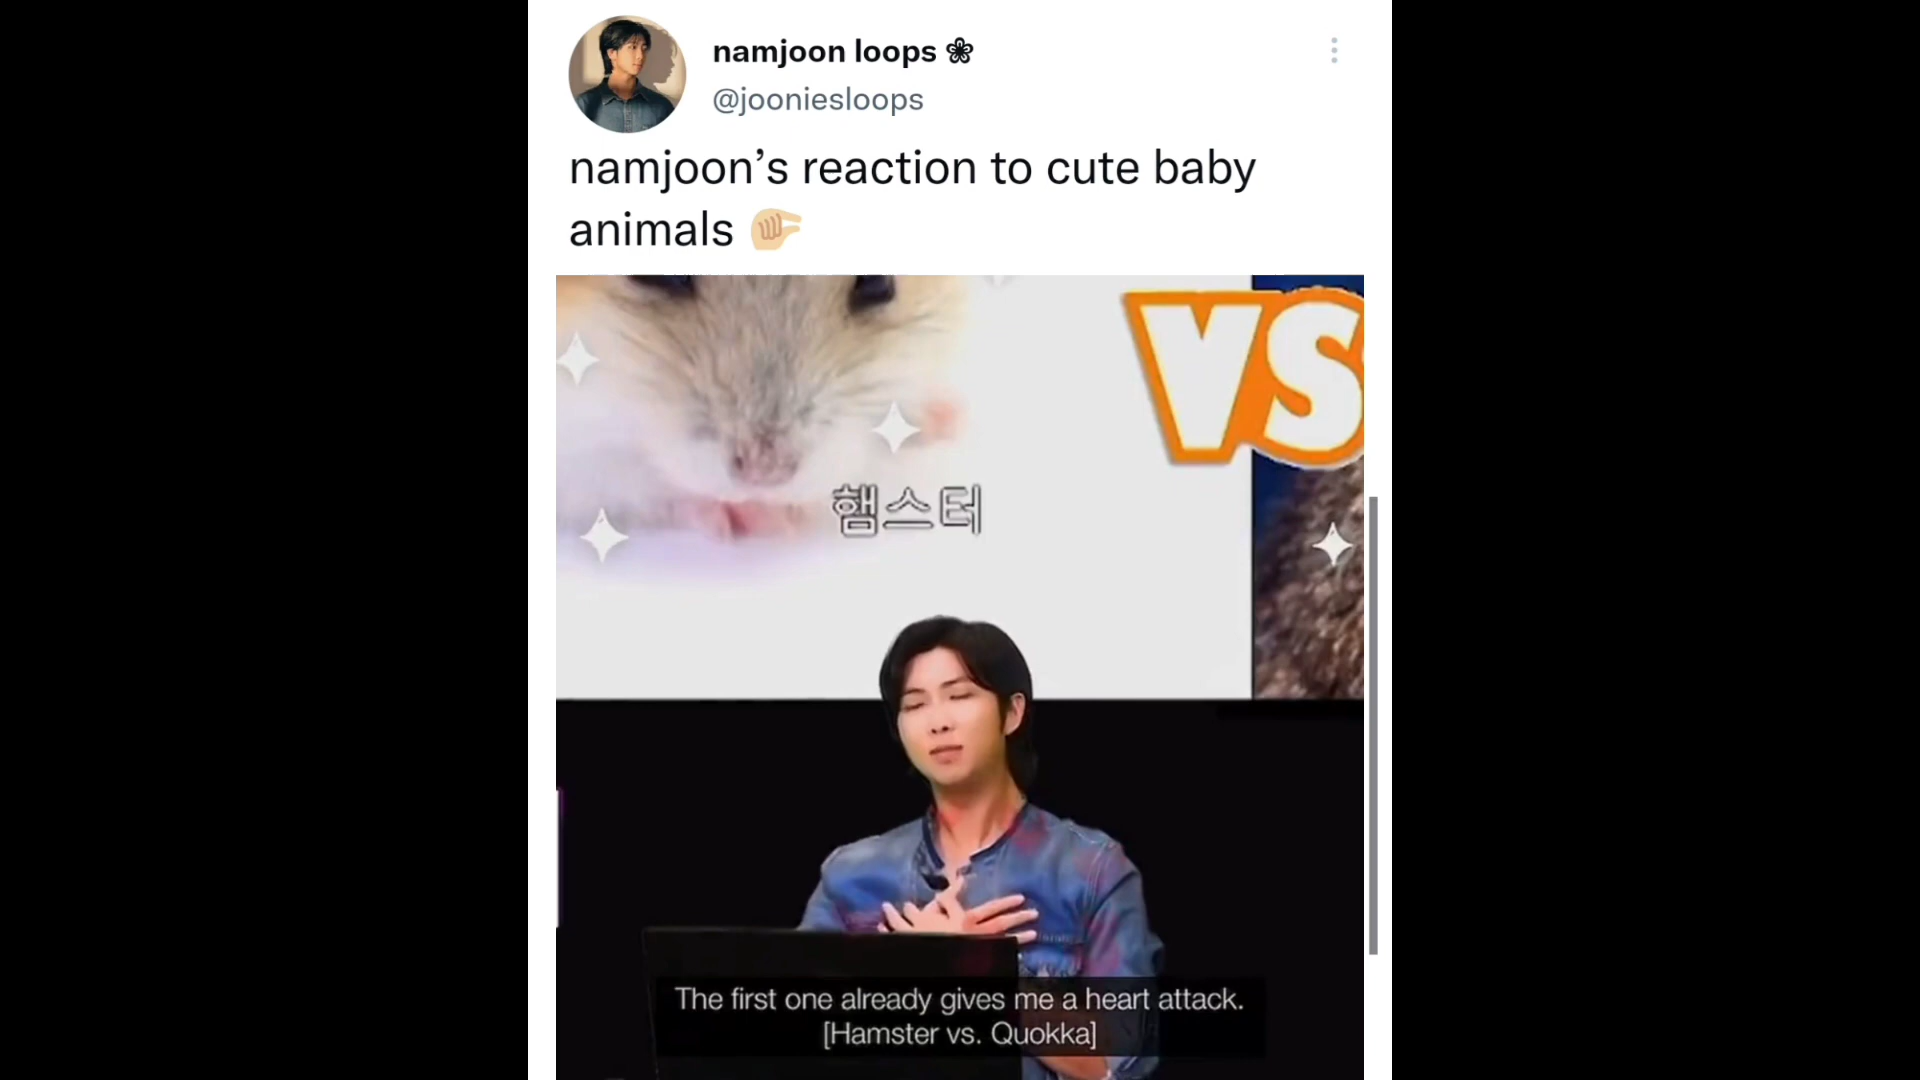 namjoon loops ❀
@jooniesloops
namjoon’s reaction to cute baby
animals 🤏🏼
VS
햄스터
The first one already gives me a heart attack.
[Hamster vs. Quokka]